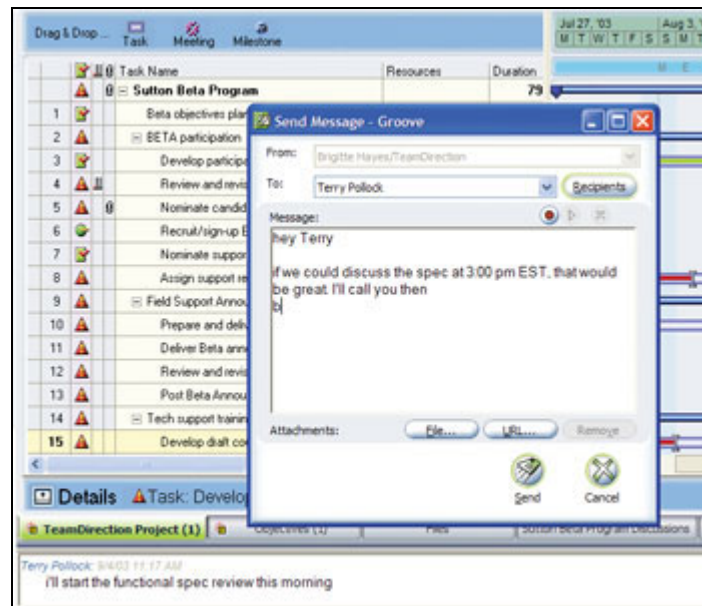 Drag & Drop ... Task Meeting Milestone
Jul 27, '03 Aug 3, '
M T W T F S S M T
Task Name Resources Duration M E
Sutton Beta Program 79
1 Beta objectives plan
2 BETA participation
3 Develop participa
4 Review and revis
5 Nominate candid
6 Recruit/sign-up B
7 Nominate suppor
8 Assign support re
9 Field Support Annou
10 Prepare and deliv
11 Deliver Beta anno
12 Review and revis
13 Post Beta Annou
14 Tech support trainin
15 Develop draft co
Send Message - Groove
From: Brigitte Hayes/TeamDirection
To: Terry Pollock Recipients
Message:
hey Terry
if we could discuss the spec at 3:00 pm EST, that would
be great. I'll call you then
b
Attachments: File... URL... Remove
Send Cancel
Details Task: Develop
TeamDirection Project (1) Objectives (1) Files Sutton Beta Program Discussions
Terry Pollock: 9/4/03 11:17 AM
i'll start the functional spec review this morning